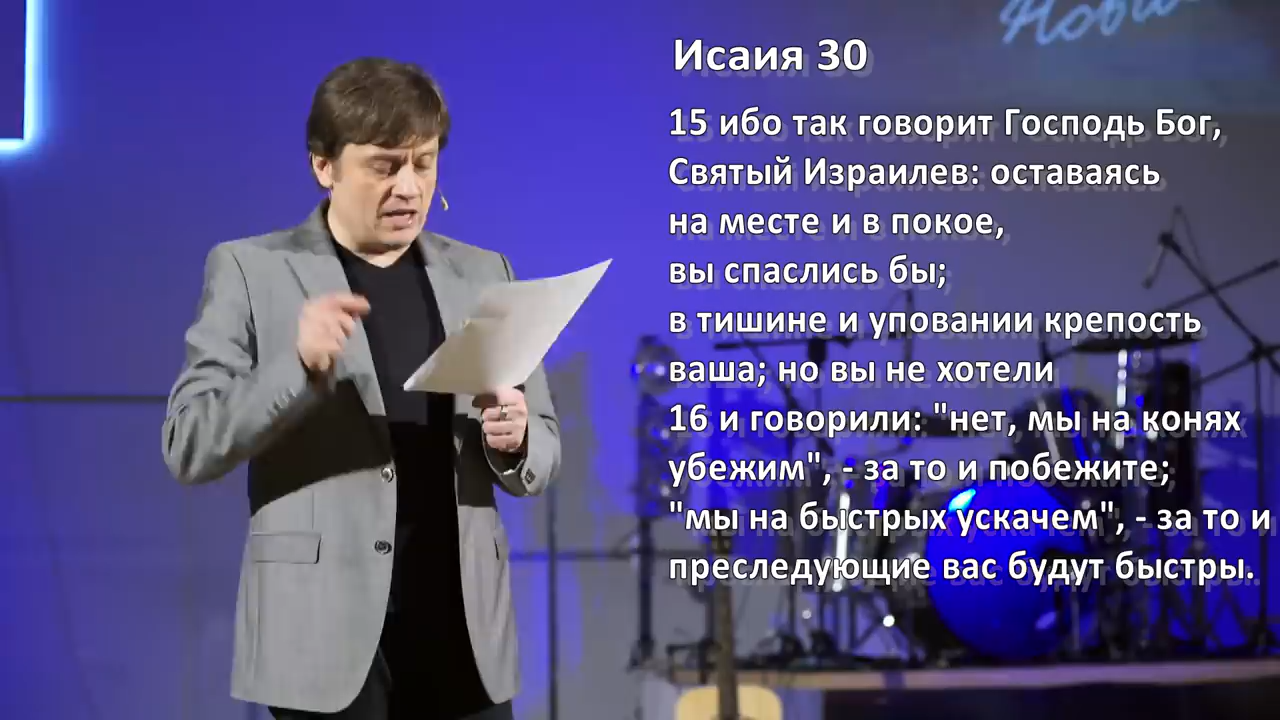 Исаия 30
15 ибо так говорит Господь Бог,
Святый Израилев: оставаясь
на месте и в покое,
вы спаслись бы;
в тишине и уповании крепость
ваша; но вы не хотели
16 и говорили: "нет, мы на конях
убежим", - за то и побежите;
"мы на быстрых ускачем", - за то и
преследующие вас будут быстры.